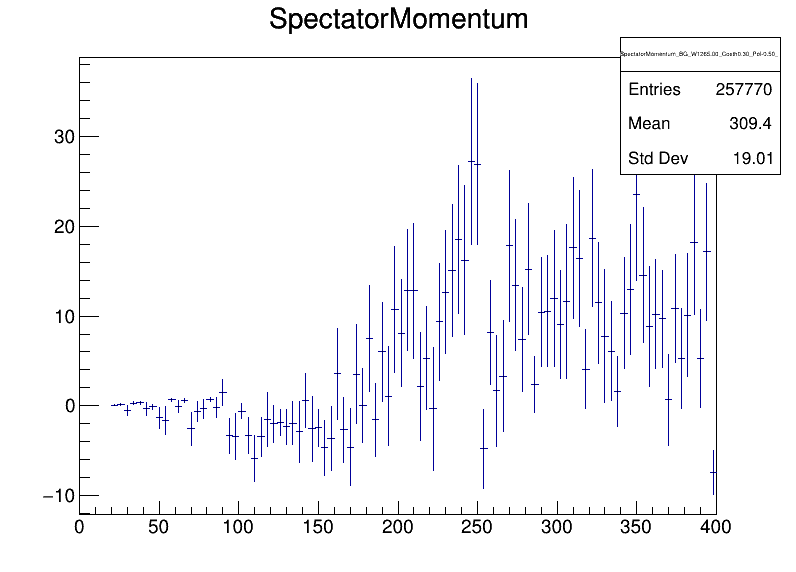 SpectatorMomentum
SpectatorMomentum_BG_W1265.00_Costh0.30_Pol-0.50_
Entries 257770
Mean 309.4
Std Dev 19.01
30
20
10
0
−10
0 50 100 150 200 250 300 350 400